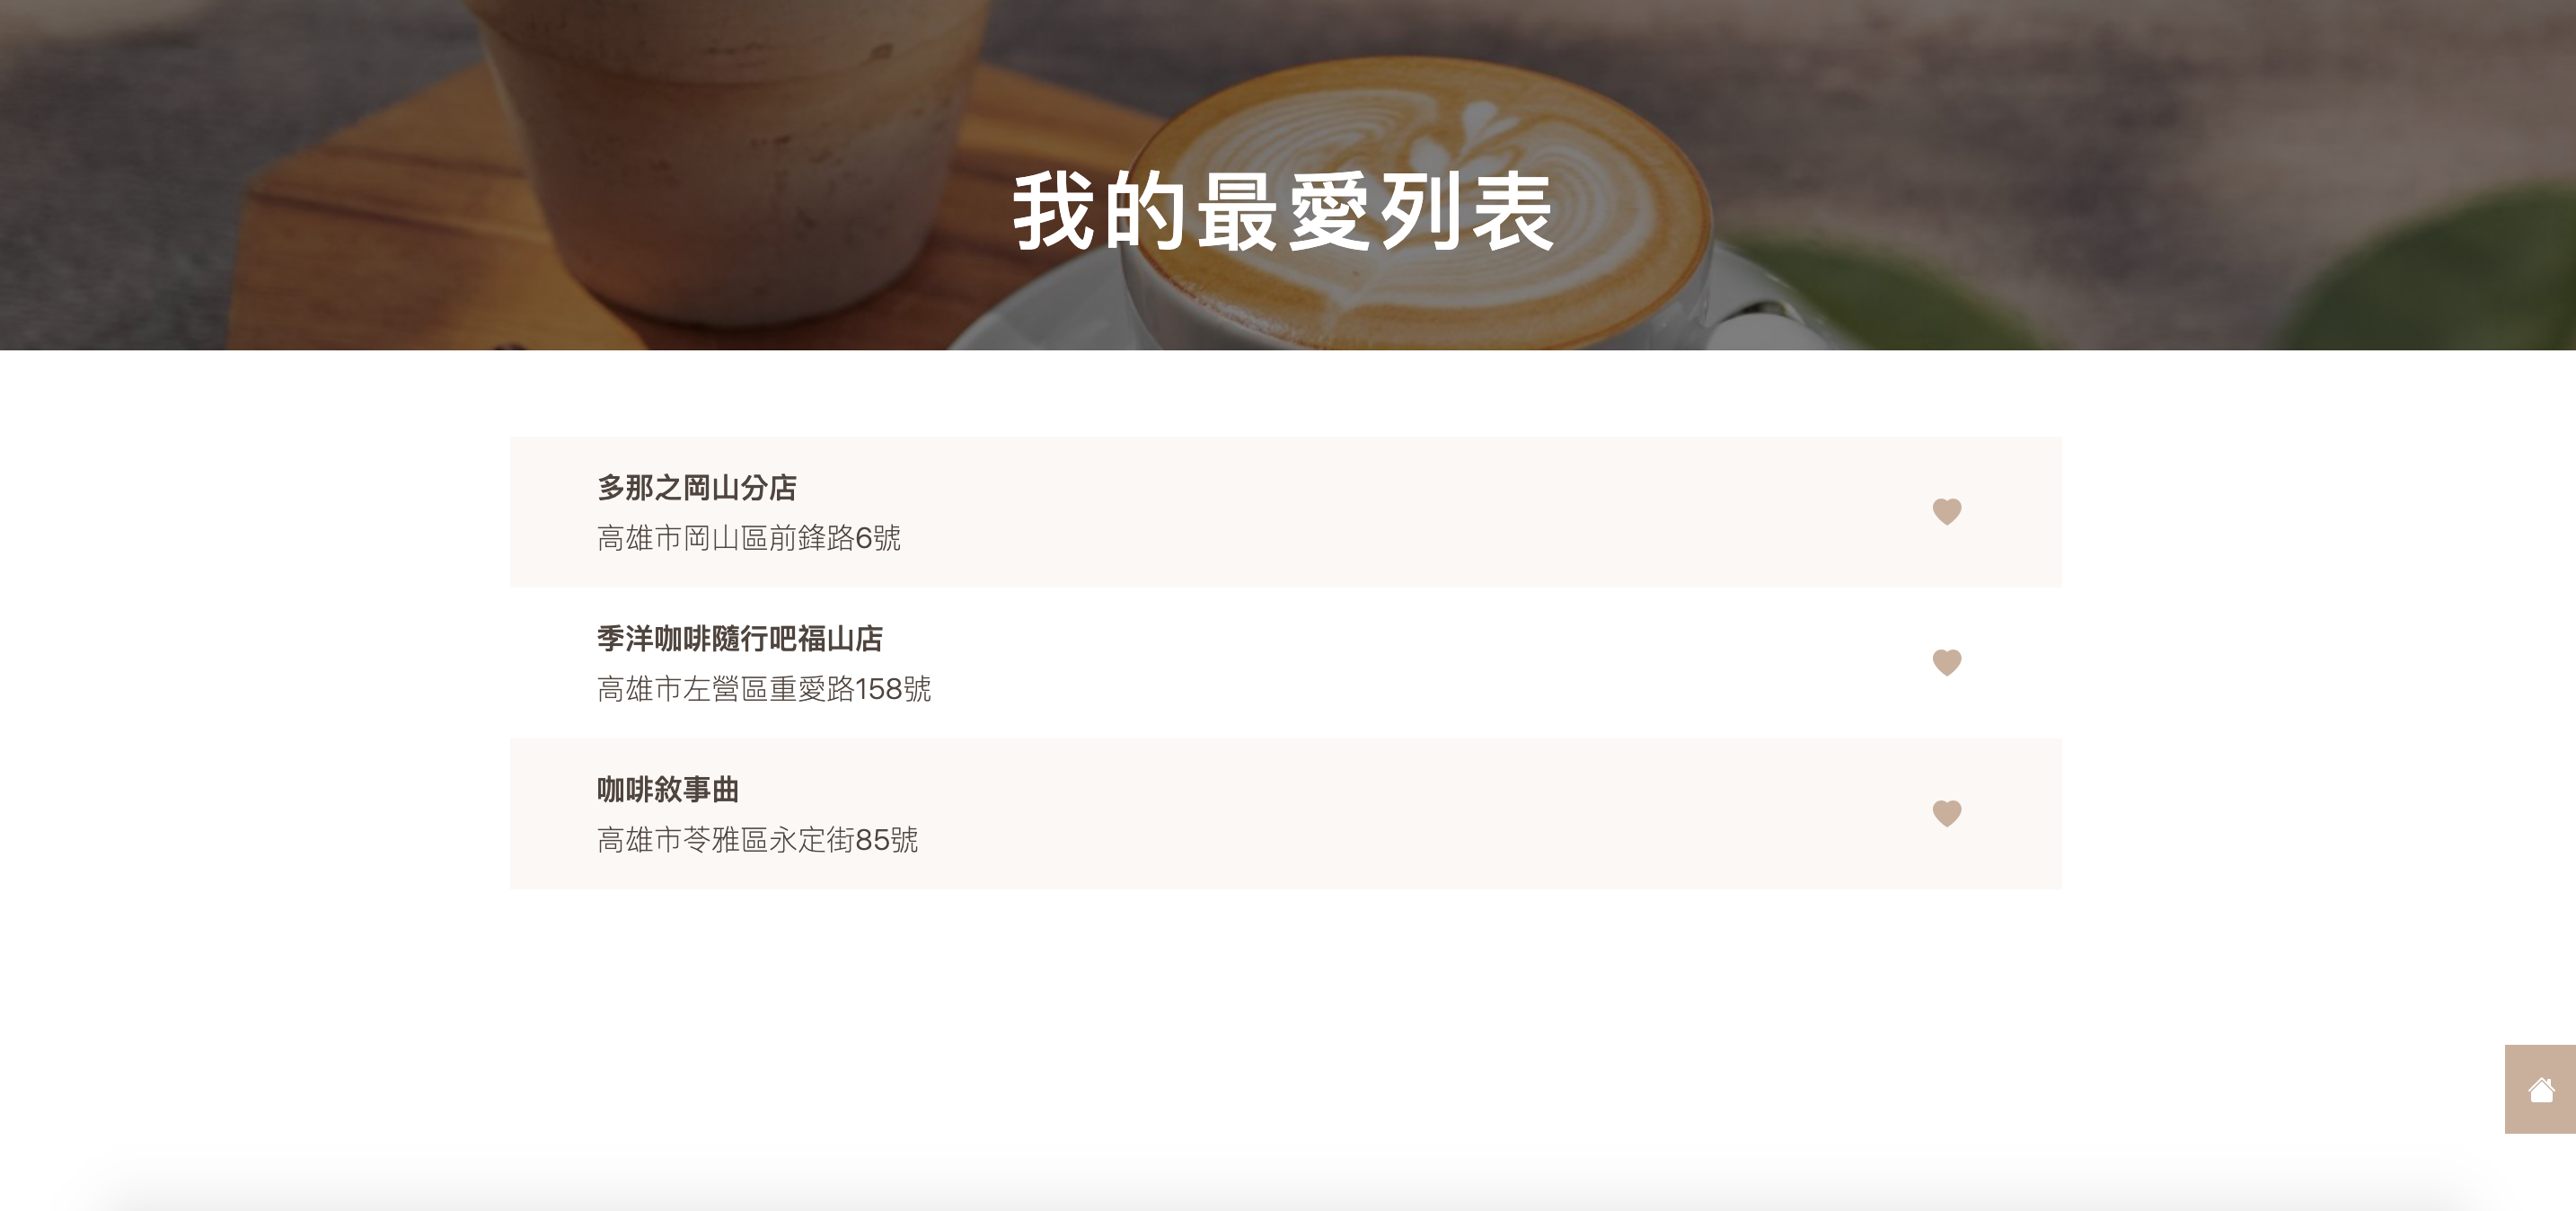 我的最愛列表
多那之岡山分店
高雄市岡山區前鋒路6號
季洋咖啡隨行吧福山店
高雄市左營區重愛路158號
咖啡敘事曲
高雄市苓雅區永定街85號